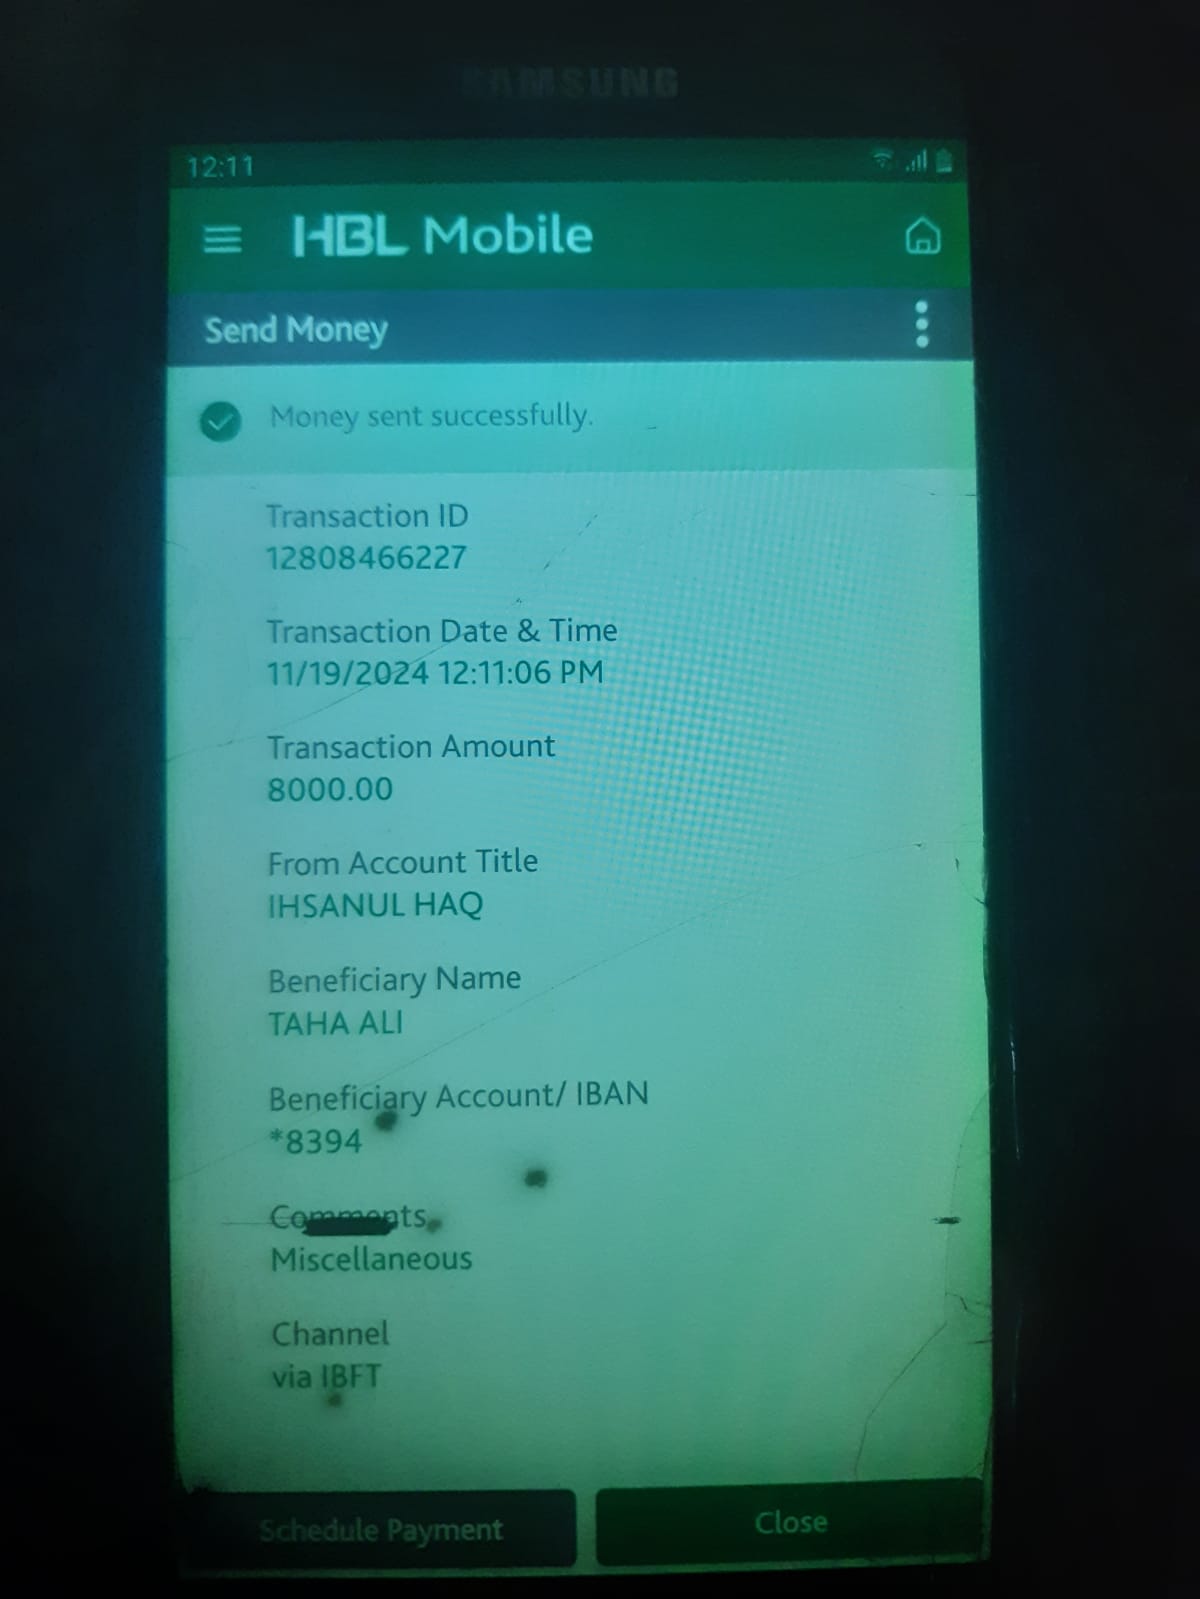 SAMSUNG
12:11
HBL Mobile
Send Money
Money sent successfully.
Transaction ID
12808466227
Transaction Date & Time
11/19/2024 12:11:06 PM
Transaction Amount
8000.00
From Account Title
IHSANUL HAQ
Beneficiary Name
TAHA ALI
Beneficiary Account/ IBAN
*8394
Comments
Miscellaneous
Channel
via IBFT
Schedule Payment
Close